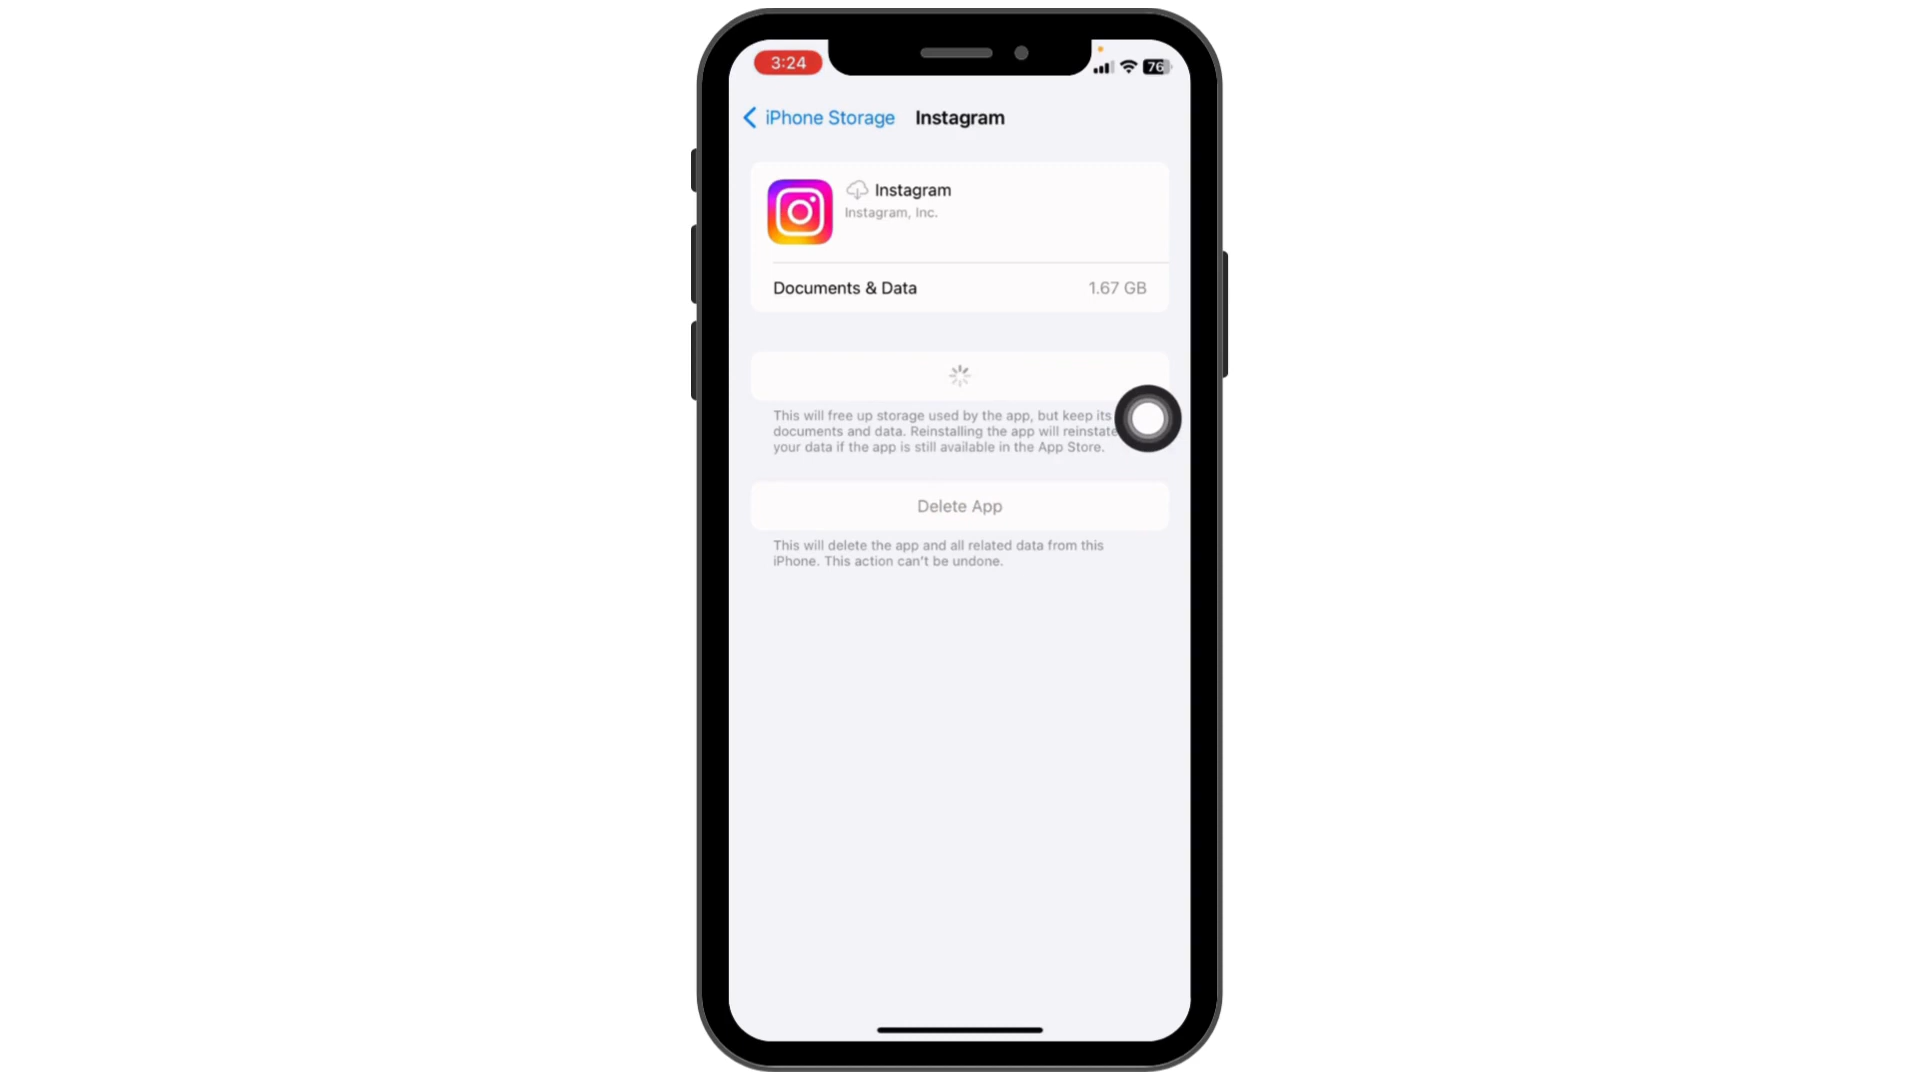 3:24
76
iPhone Storage Instagram
Instagram
Instagram, Inc.
Documents & Data 1.67 GB
This will free up storage used by the app, but keep its
documents and data. Reinstalling the app will reinstate
your data if the app is still available in the App Store.
Delete App
This will delete the app and all related data from this
iPhone. This action can't be undone.